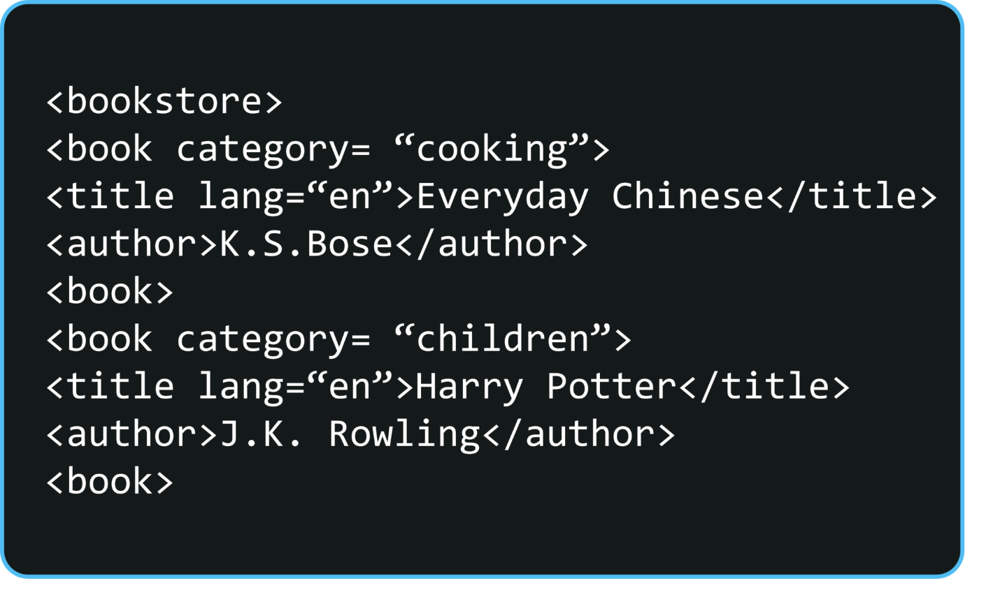 <bookstore>
<book category= “cooking”>
<title lang=“en”>Everyday Chinese</title>
<author>K.S.Bose</author>
<book>
<book category= “children”>
<title lang=“en”>Harry Potter</title>
<author>J.K. Rowling</author>
<book>